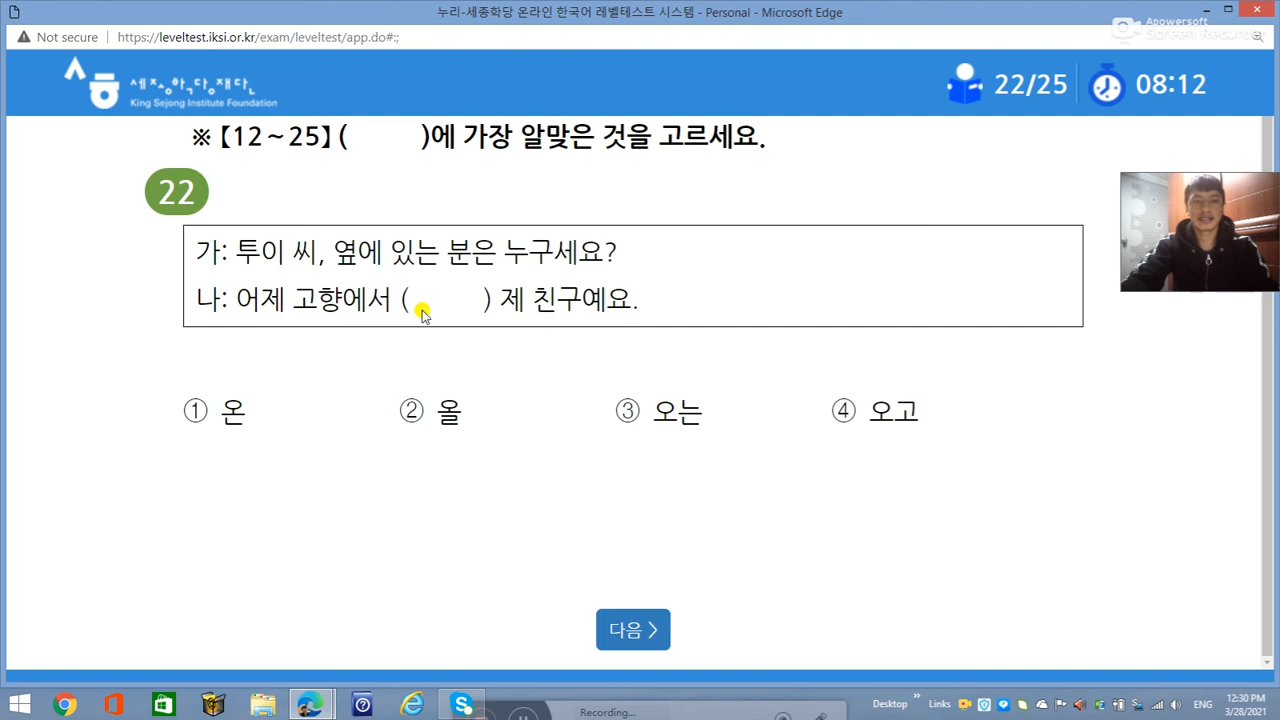 누리-세종학당 온라인 한국어 레벨테스트 시스템 - Personal - Microsoft Edge
Not secure https://leveltest.iksi.or.kr/exam/leveltest/app.do#:;
Apowersoft
Screen Recorder
세종학당재단
King Sejong Institute Foundation
22/25
08:12
※【12~25】( )에 가장 알맞은 것을 고르세요.
22
가: 투이 씨, 옆에 있는 분은 누구세요?
나: 어제 고향에서 ( ) 제 친구예요.
① 온 ② 올 ③ 오는 ④ 오고
다음 >
Recording...
Desktop » Links ENG
12:30 PM
3/28/2021